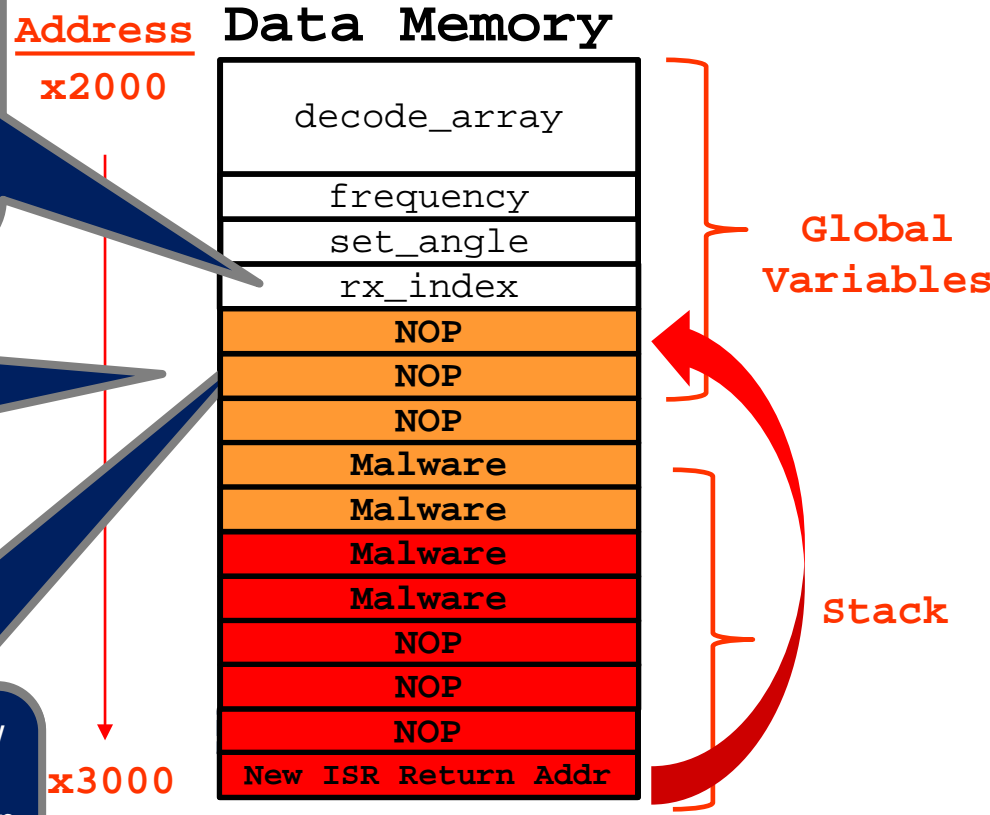 Address
Data Memory
x2000
decode_array
frequency
set_angle
rx_index
NOP
NOP
NOP
Malware
Malware
Malware
Malware
NOP
NOP
NOP
New ISR Return Addr
x3000
Global
Variables
Stack